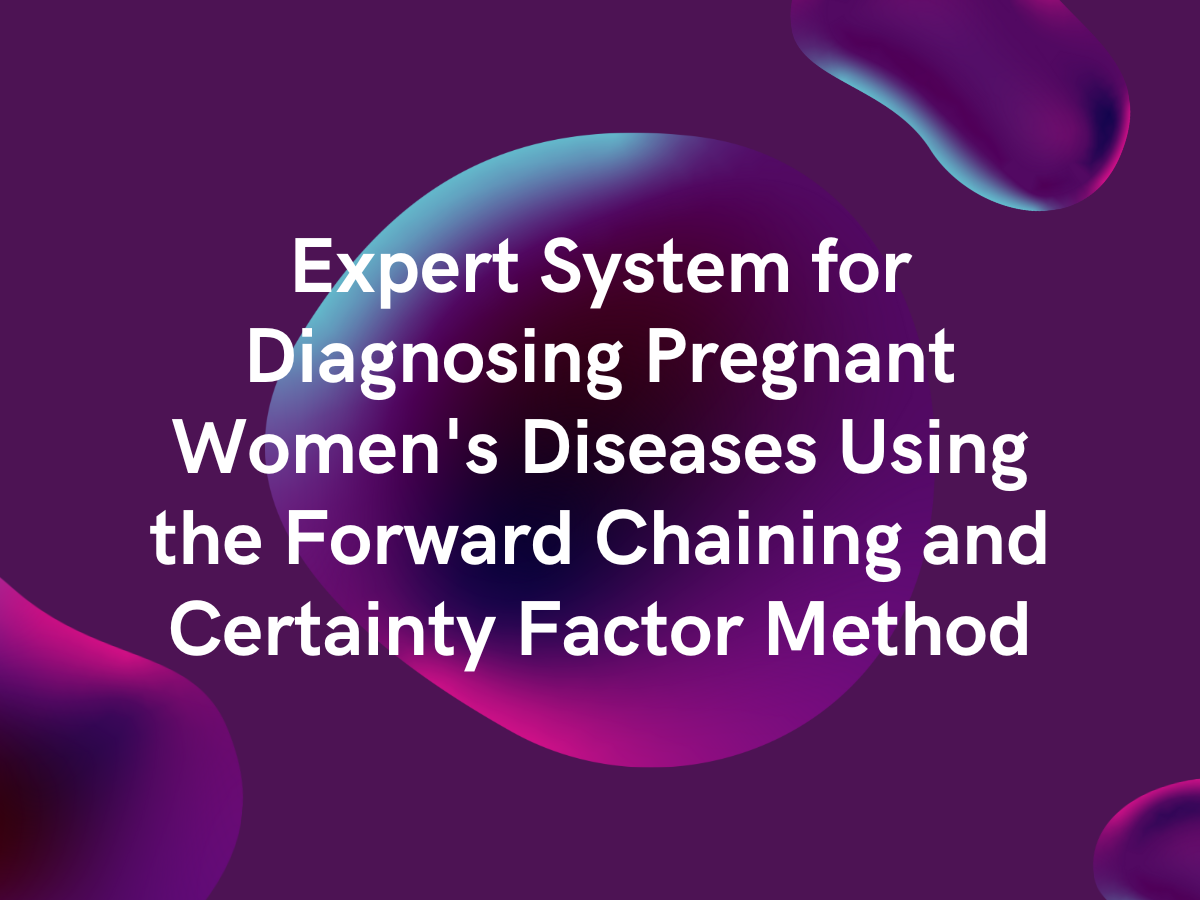 Expert System for
Diagnosing Pregnant
Women's Diseases Using
the Forward Chaining and
Certainty Factor Method